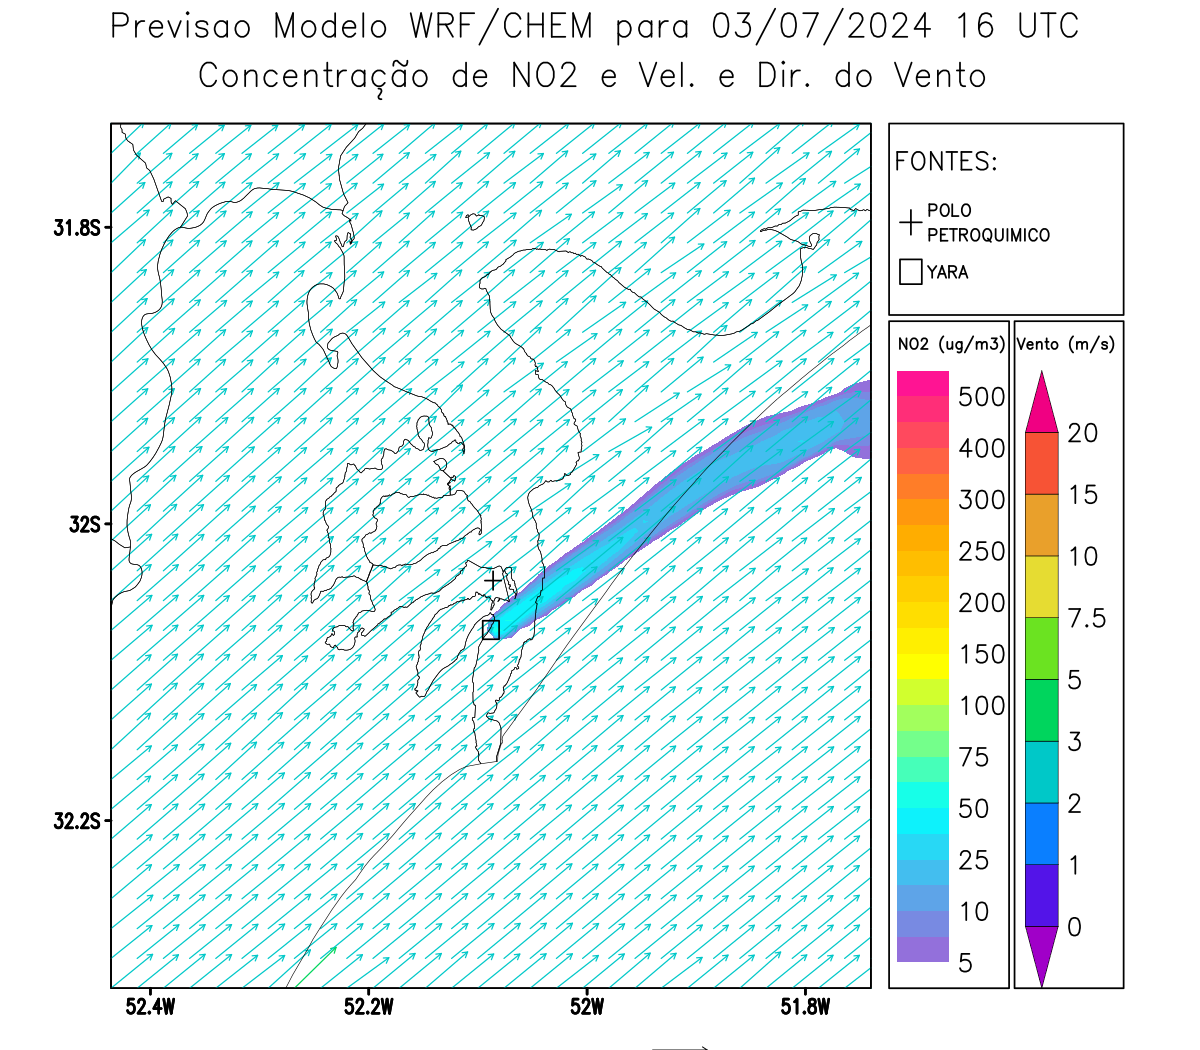 Previsao Modelo WRF/CHEM para 03/07/2024 16 UTC
Concentração de NO2 e Vel. e Dir. do Vento
FONTES:
POLO
PETROQUIMICO
YARA
NO2 (ug/m3)
500
400
300
250
200
150
100
75
50
25
10
5
Vento (m/s)
20
15
10
7.5
5
3
2
1
0
31.8S
32S
32.2S
52.4W
52.2W
52W
51.8W